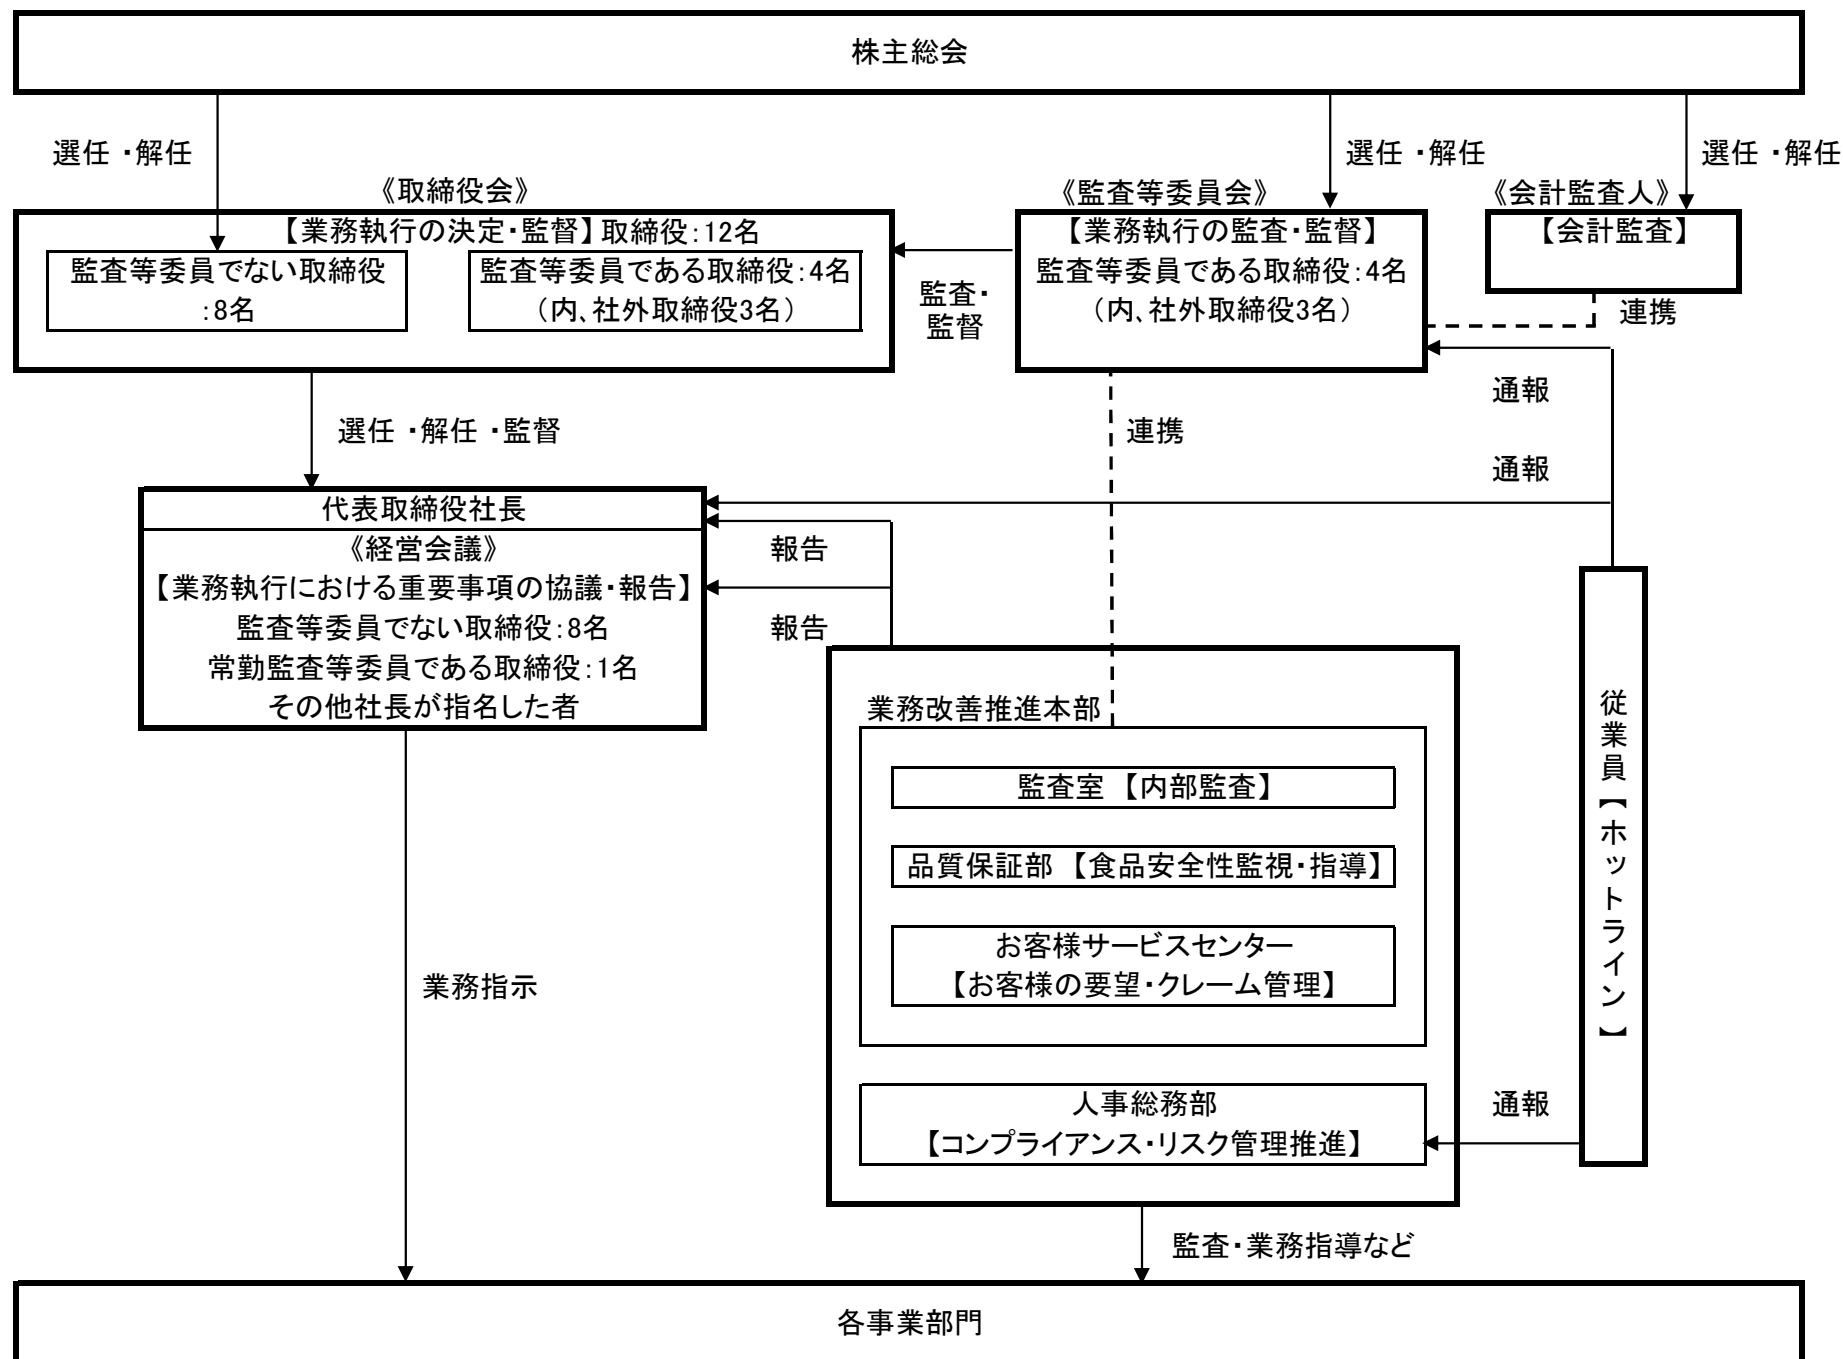 株主総会
選任・解任
選任・解任
選任・解任
《取締役会》
《監査等委員会》
《会計監査人》
【業務執行の決定・監督】取締役：12名
監査等委員でない取締役
：8名
監査等委員である取締役：4名
（内、社外取締役3名）
監査・
監督
【業務執行の監査・監督】
監査等委員である取締役：4名
（内、社外取締役3名）
【会計監査】
連携
通報
選任・解任・監督
連携
通報
代表取締役社長
《経営会議》
【業務執行における重要事項の協議・報告】
監査等委員でない取締役：8名
常勤監査等委員である取締役：1名
その他社長が指名した者
報告
報告
業務改善推進本部
監査室 【内部監査】
品質保証部 【食品安全性監視・指導】
お客様サービスセンター
【お客様の要望・クレーム管理】
人事総務部
【コンプライアンス・リスク管理推進】
従業員【ホットライン】
通報
業務指示
監査・業務指導など
各事業部門